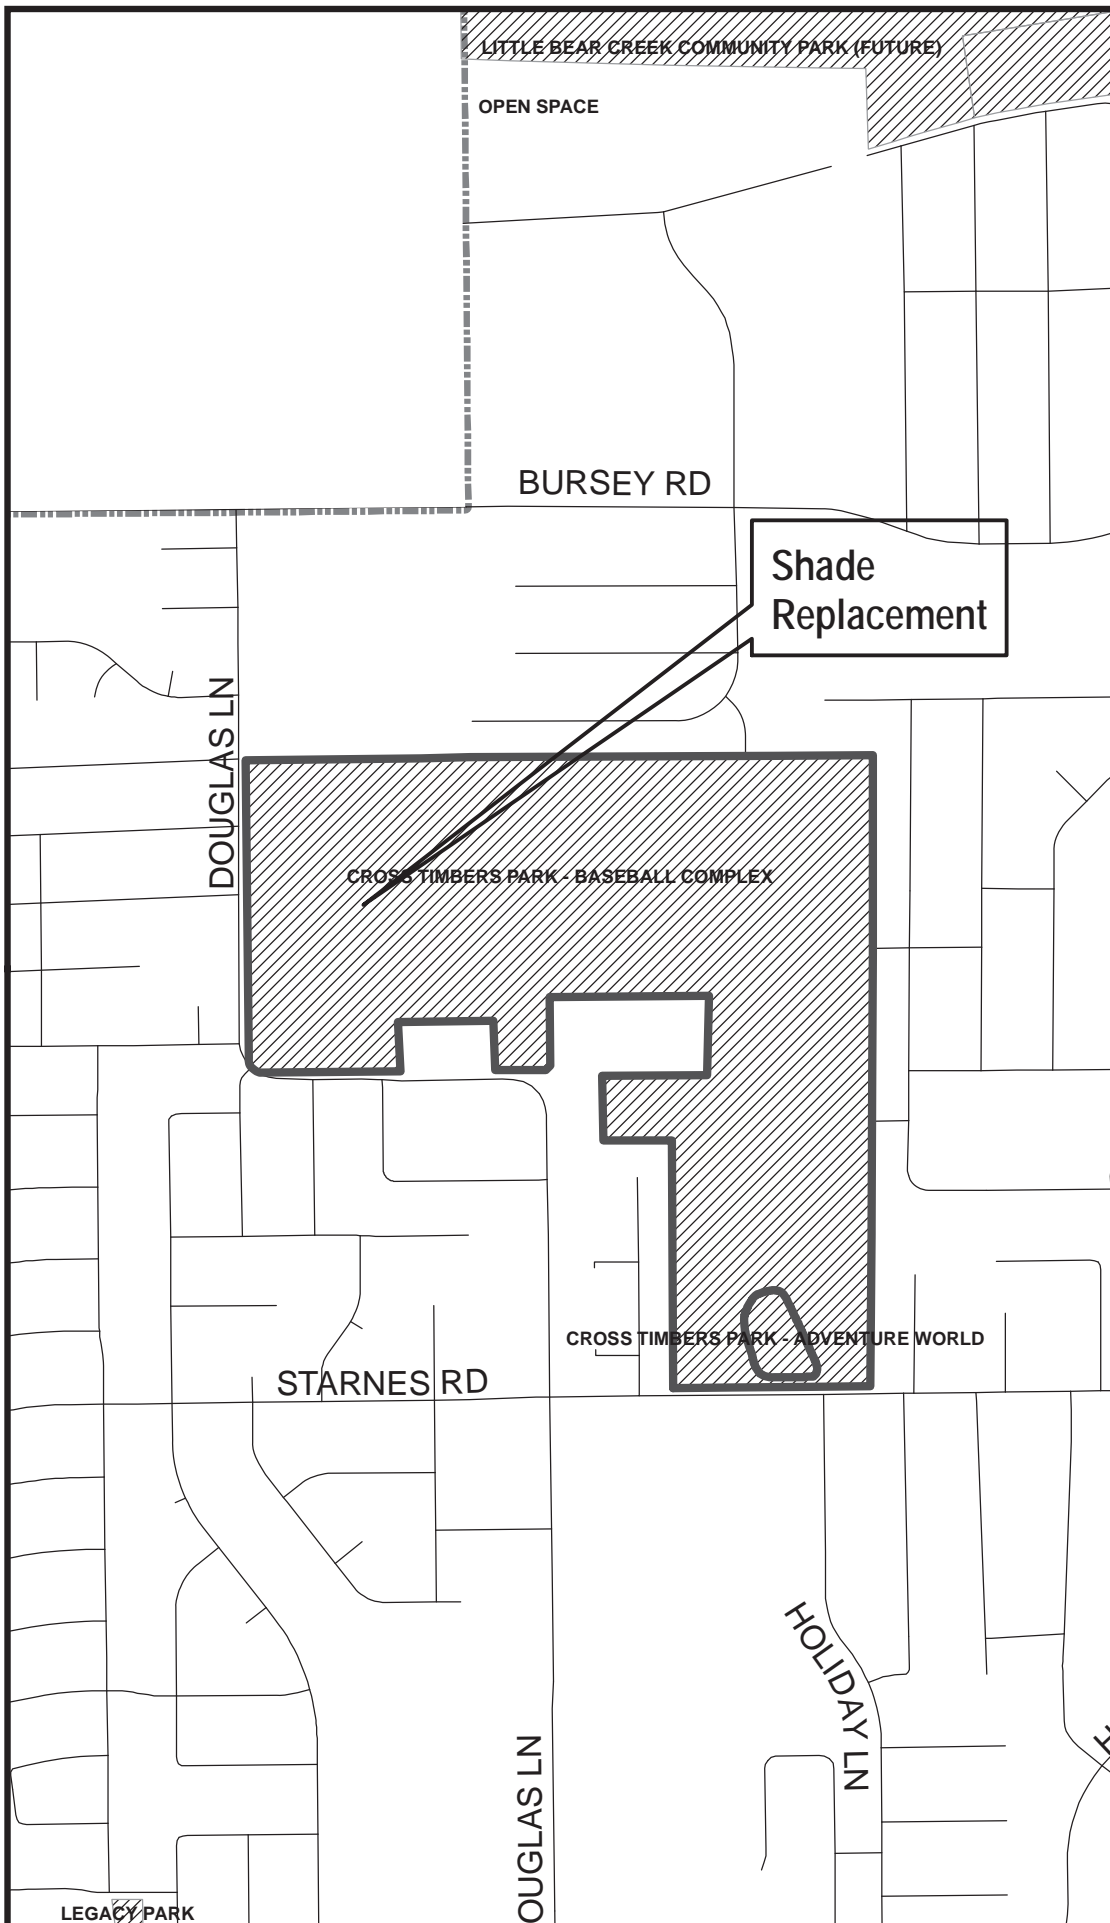 LITTLE BEAR CREEK COMMUNITY PARK (FUTURE)
OPEN SPACE
BURSEY RD
Shade
Replacement
DOUGLAS LN
CROSS TIMBERS PARK - BASEBALL COMPLEX
CROSS TIMBERS PARK - ADVENTURE WORLD
STARNES RD
HOLIDAY LN
OUGLAS LN
LEGACY PARK